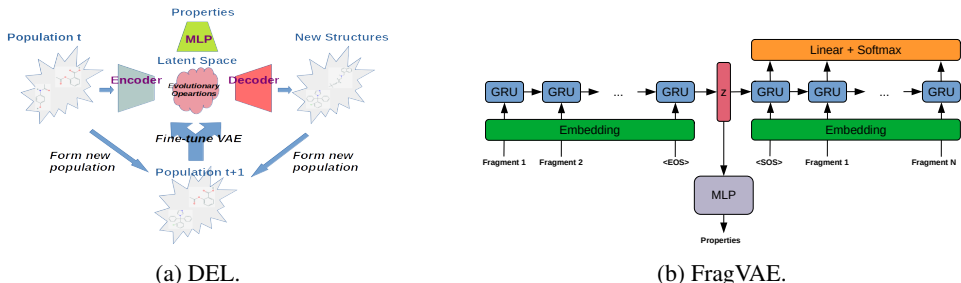 Properties
Population t
MLP
New Structures
Latent Space
Encoder
Decoder
Evolutionary
Opeartions
Fine-tune VAE
Form new
population
Form new
population
Population t+1
(a) DEL.
Linear + Softmax
GRU
GRU
...
GRU
z
GRU
GRU
...
GRU
Embedding
Embedding
Fragment 1
Fragment 2
<EOS>
<SOS>
Fragment 1
Fragment N
MLP
Properties
(b) FragVAE.